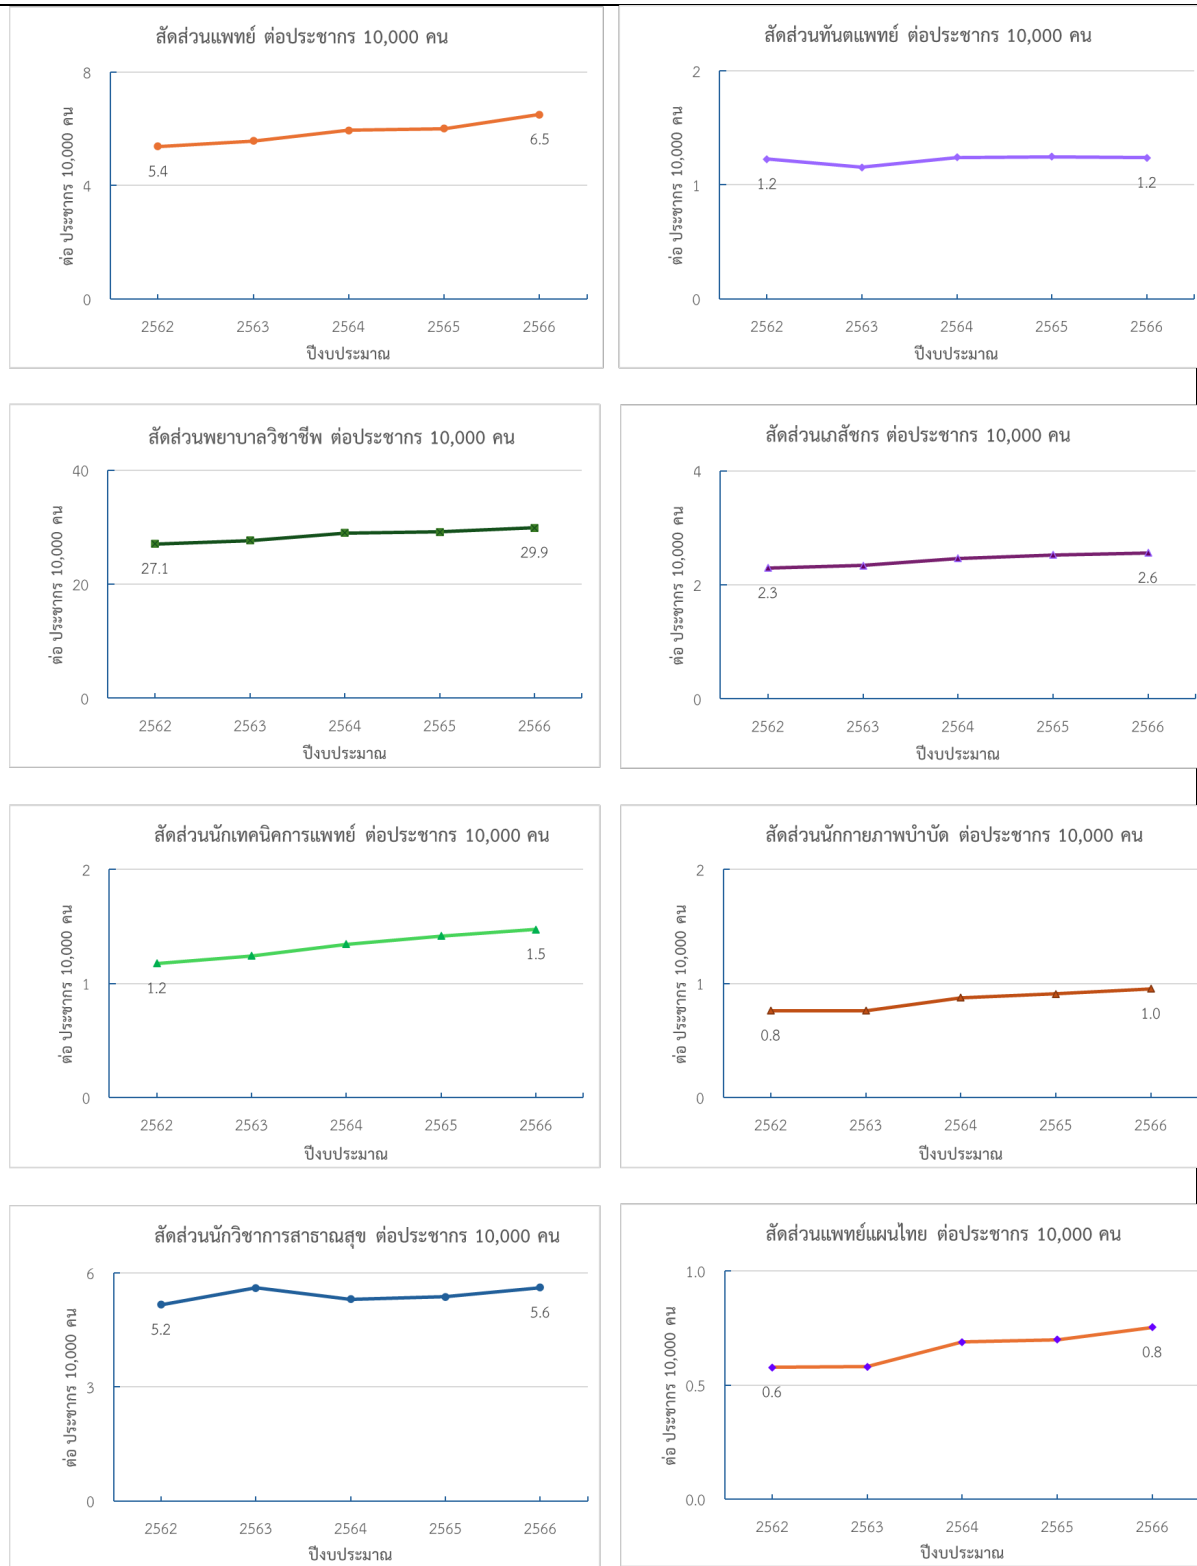 สัดส่วนแพทย์ ต่อประชากร 10,000 คน
ต่อ ประชากร 10,000 คน
8
4
0
5.4
6.5
2562 2563 2564 2565 2566
ปีงบประมาณ
สัดส่วนทันตแพทย์ ต่อประชากร 10,000 คน
ต่อ ประชากร 10,000 คน
2
1
0
1.2
1.2
2562 2563 2564 2565 2566
ปีงบประมาณ
สัดส่วนพยาบาลวิชาชีพ ต่อประชากร 10,000 คน
ต่อ ประชากร 10,000 คน
40
20
0
27.1
29.9
2562 2563 2564 2565 2566
ปีงบประมาณ
สัดส่วนเภสัชกร ต่อประชากร 10,000 คน
ต่อ ประชากร 10,000 คน
4
2
0
2.3
2.6
2562 2563 2564 2565 2566
ปีงบประมาณ
สัดส่วนนักเทคนิคการแพทย์ ต่อประชากร 10,000 คน
ต่อ ประชากร 10,000 คน
2
1
0
1.2
1.5
2562 2563 2564 2565 2566
ปีงบประมาณ
สัดส่วนนักกายภาพบำบัด ต่อประชากร 10,000 คน
ต่อ ประชากร 10,000 คน
2
1
0
0.8
1.0
2562 2563 2564 2565 2566
ปีงบประมาณ
สัดส่วนนักวิชาการสาธาณสุข ต่อประชากร 10,000 คน
ต่อ ประชากร 10,000 คน
6
3
0
5.2
5.6
2562 2563 2564 2565 2566
ปีงบประมาณ
สัดส่วนแพทย์แผนไทย ต่อประชากร 10,000 คน
ต่อ ประชากร 10,000 คน
1.0
0.5
0.0
0.6
0.8
2562 2563 2564 2565 2566
ปีงบประมาณ